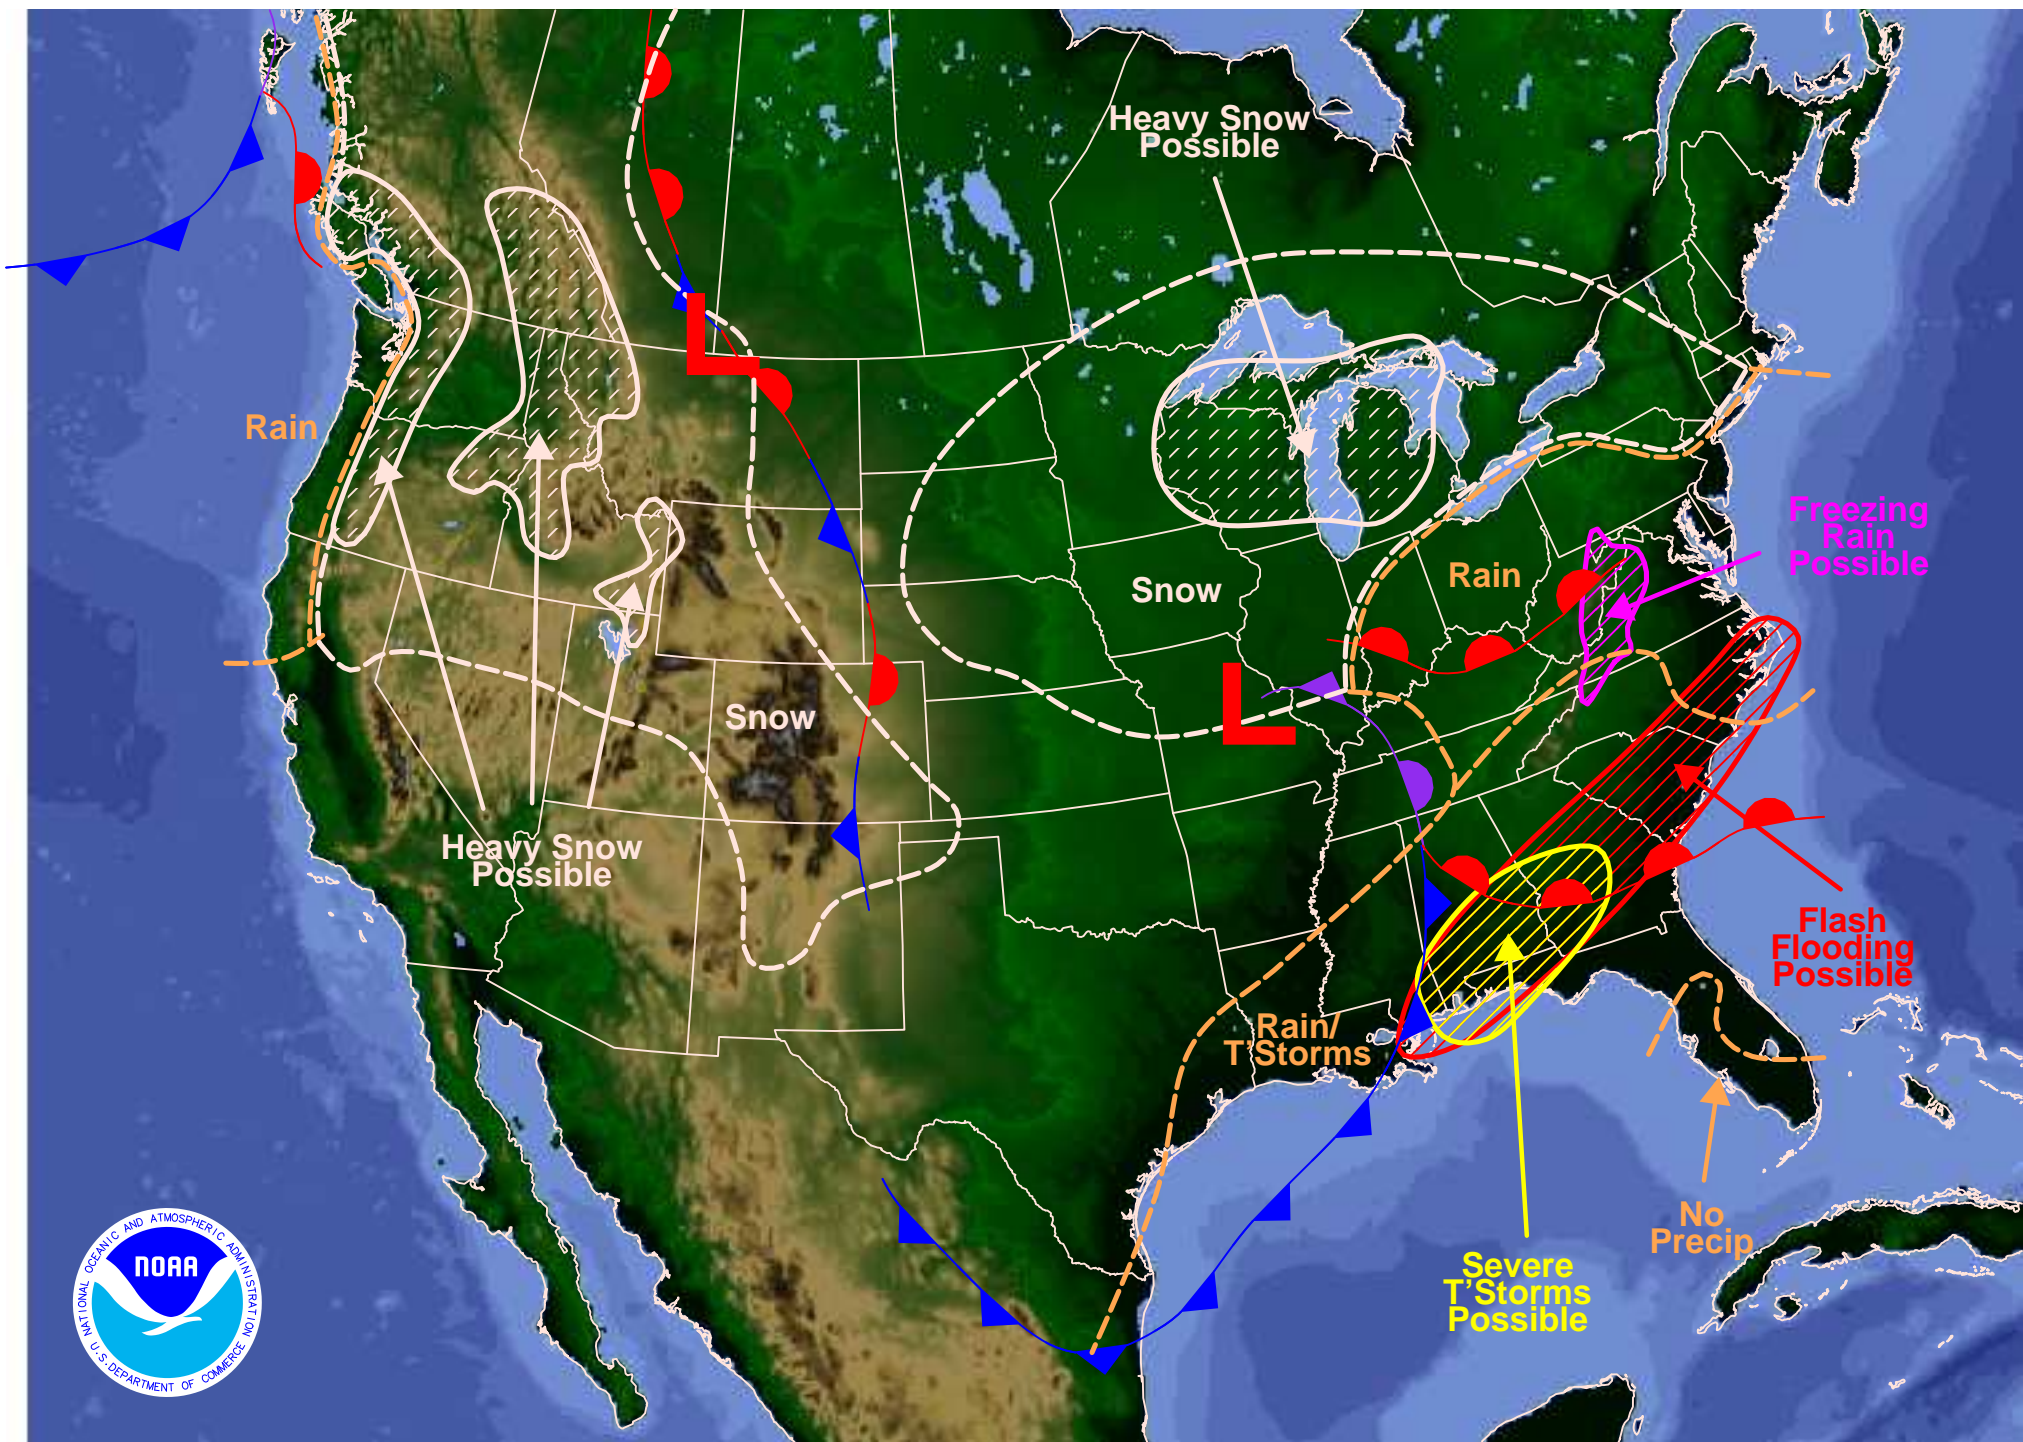 Heavy Snow
Possible
Rain
Freezing
Rain
Possible
Rain
Snow
Snow
Heavy Snow
Possible
Flash
Flooding
Possible
Rain/
T'Storms
No
Precip
Severe
T'Storms
Possible
L
L
NATIONAL OCEANIC AND ATMOSPHERIC ADMINISTRATION
NOAA
U.S. DEPARTMENT OF COMMERCE